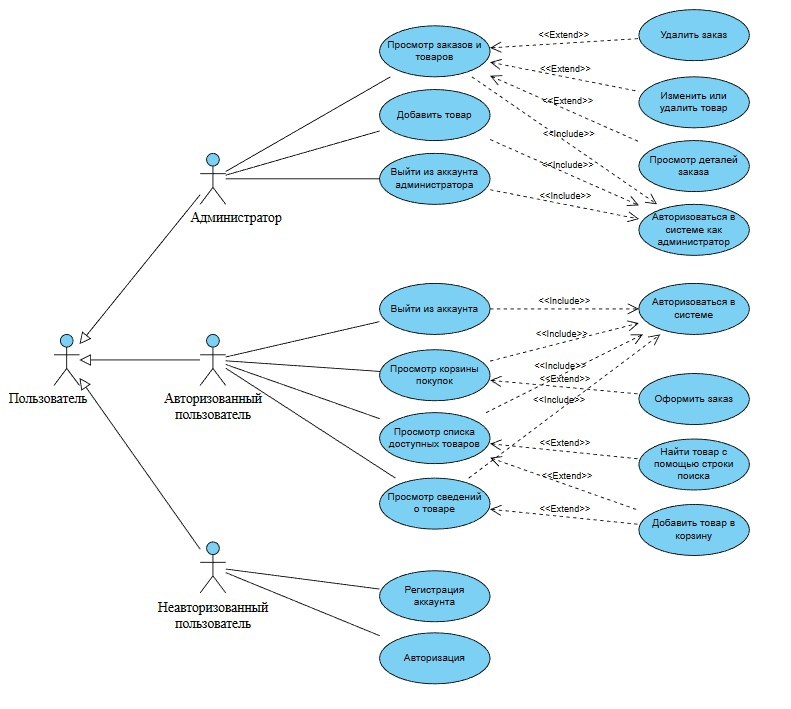 Просмотр заказов и
товаров
<<Extend>>
Удалить заказ
<<Extend>>
Изменить или
удалить товар
<<Extend>>
Добавить товар
<<Include>>
Просмотр деталей
заказа
<<Include>>
Выйти из аккаунта
администратора
<<Include>>
Администратор
Авторизоваться в
системе как
администратор
Выйти из аккаунта
<<Include>>
Авторизоваться в
системе
<<Include>>
Просмотр корзины
покупок
<<Include>>
<<Extend>>
Пользователь
Авторизованный
пользователь
<<Include>>
Оформить заказ
Просмотр списка
доступных товаров
<<Extend>>
Найти товар с
помощью строки
поиска
<<Extend>>
Просмотр сведений
о товаре
<<Extend>>
Добавить товар в
корзину
Неавторизованный
пользователь
Регистрация
аккаунта
Авторизация